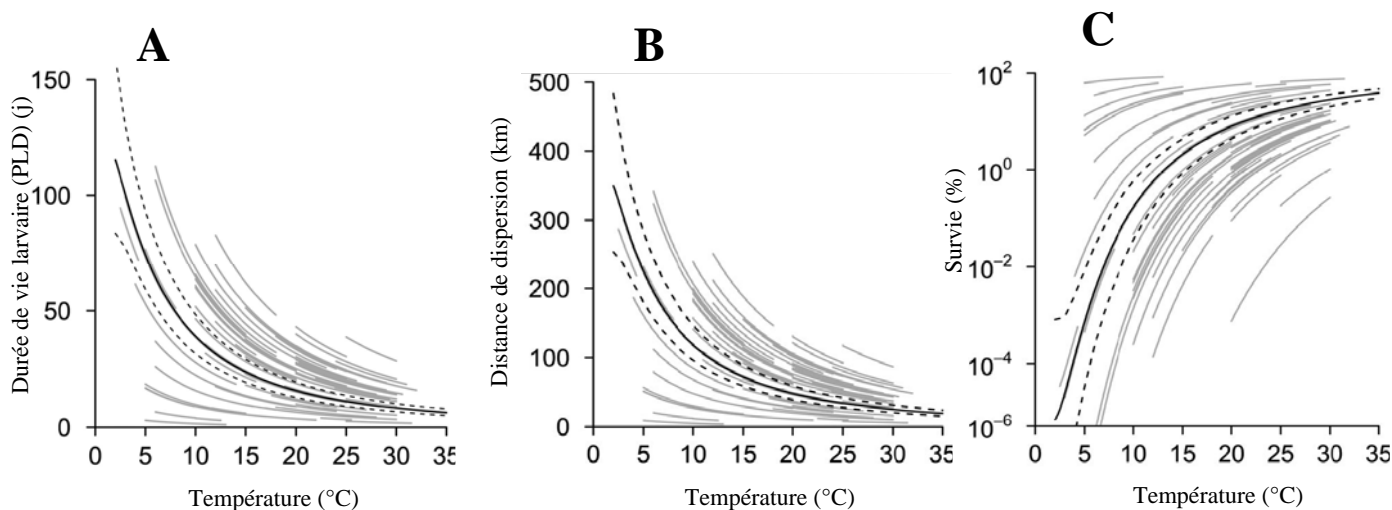 A
B
C
Durée de vie larvaire (PLD) (j)
150
100
50
0
0 5 10 15 20 25 30 35
Température (°C)
Distance de dispersion (km)
500
400
300
200
100
0
0 5 10 15 20 25 30 35
Température (°C)
Survie (%)
10²
10⁰
10⁻²
10⁻⁴
10⁻⁶
0 5 10 15 20 25 30 35
Température (°C)